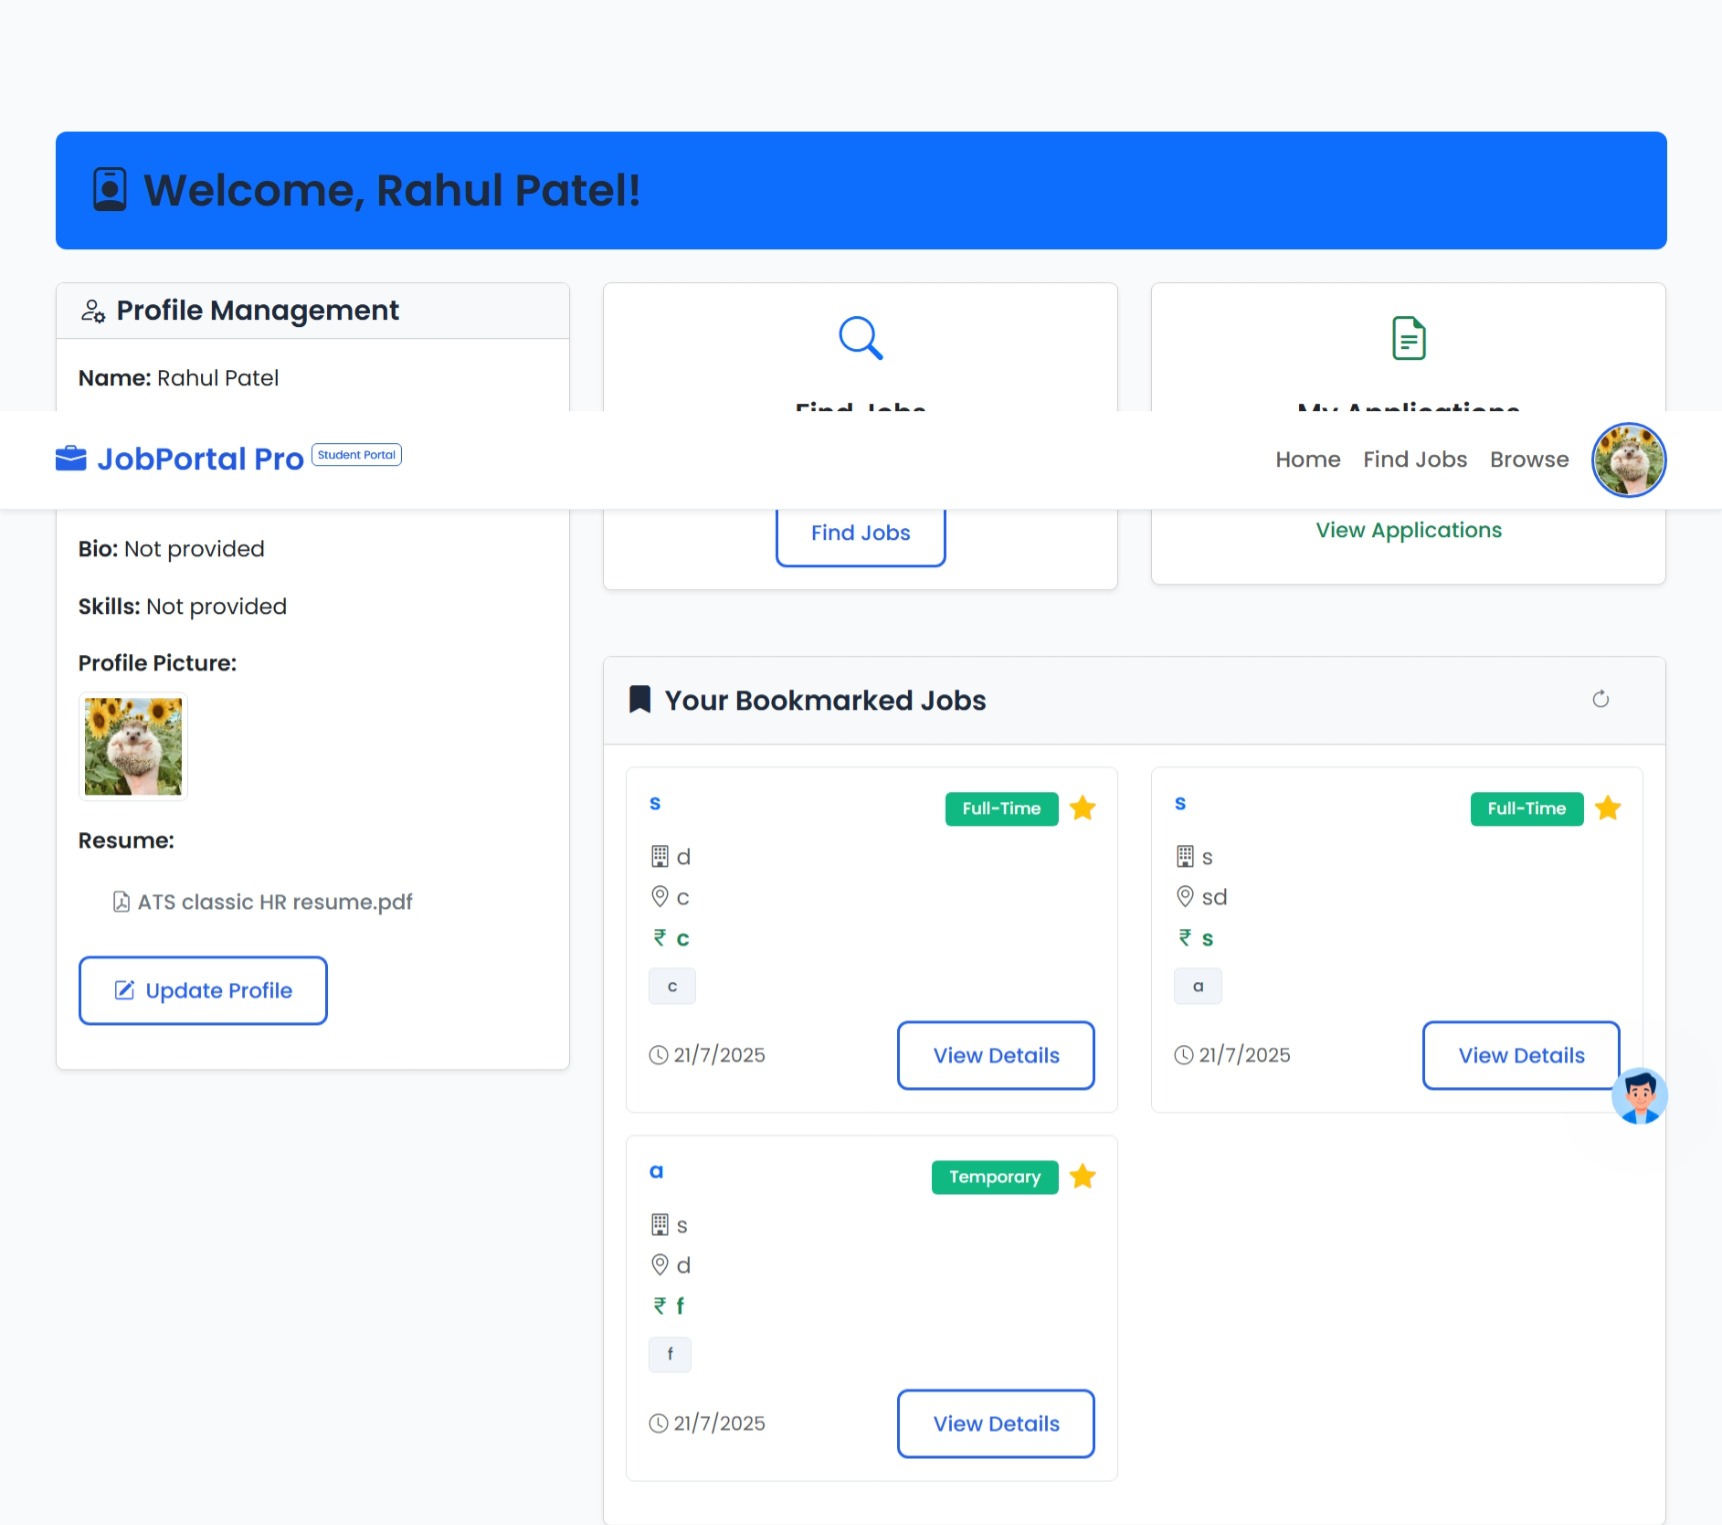 Welcome, Rahul Patel!
Profile Management
Name: Rahul Patel
Find Jobs
My Applications
JobPortal Pro Student Portal
Home Find Jobs Browse
Bio: Not provided
Skills: Not provided
Profile Picture:
Resume:
ATS classic HR resume.pdf
Update Profile
Find Jobs
View Applications
Your Bookmarked Jobs
s Full-Time
d
c
₹ c
c
21/7/2025 View Details
s Full-Time
s
sd
₹ s
a
21/7/2025 View Details
a Temporary
s
d
₹ f
f
21/7/2025 View Details